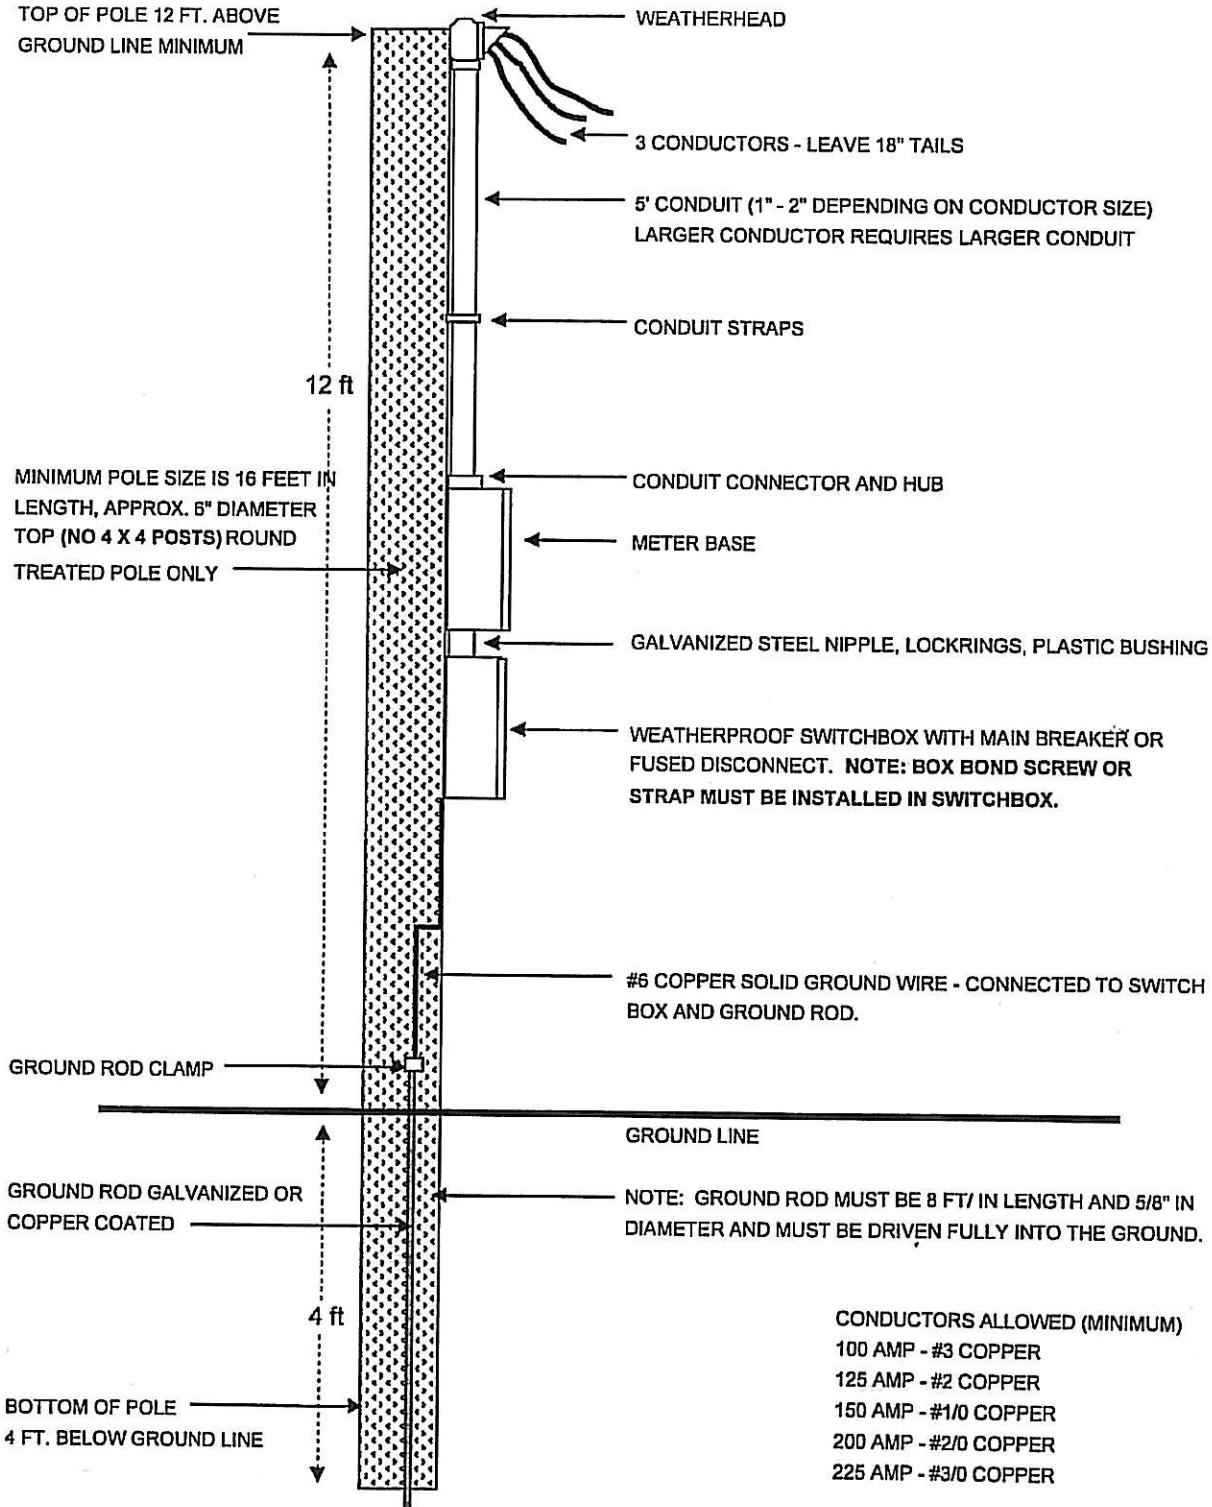 TOP OF POLE 12 FT. ABOVE
GROUND LINE MINIMUM
WEATHERHEAD
3 CONDUCTORS - LEAVE 18" TAILS
5' CONDUIT (1" - 2" DEPENDING ON CONDUCTOR SIZE)
LARGER CONDUCTOR REQUIRES LARGER CONDUIT
CONDUIT STRAPS
12 ft
MINIMUM POLE SIZE IS 16 FEET IN
LENGTH, APPROX. 6" DIAMETER
TOP (NO 4 X 4 POSTS) ROUND
TREATED POLE ONLY
CONDUIT CONNECTOR AND HUB
METER BASE
GALVANIZED STEEL NIPPLE, LOCKRINGS, PLASTIC BUSHING
WEATHERPROOF SWITCHBOX WITH MAIN BREAKER OR
FUSED DISCONNECT. NOTE: BOX BOND SCREW OR
STRAP MUST BE INSTALLED IN SWITCHBOX.
#6 COPPER SOLID GROUND WIRE - CONNECTED TO SWITCH
BOX AND GROUND ROD.
GROUND ROD CLAMP
GROUND LINE
GROUND ROD GALVANIZED OR
COPPER COATED
NOTE: GROUND ROD MUST BE 8 FT/ IN LENGTH AND 5/8" IN
DIAMETER AND MUST BE DRIVEN FULLY INTO THE GROUND.
4 ft
BOTTOM OF POLE
4 FT. BELOW GROUND LINE
CONDUCTORS ALLOWED (MINIMUM)
100 AMP - #3 COPPER
125 AMP - #2 COPPER
150 AMP - #1/0 COPPER
200 AMP - #2/0 COPPER
225 AMP - #3/0 COPPER